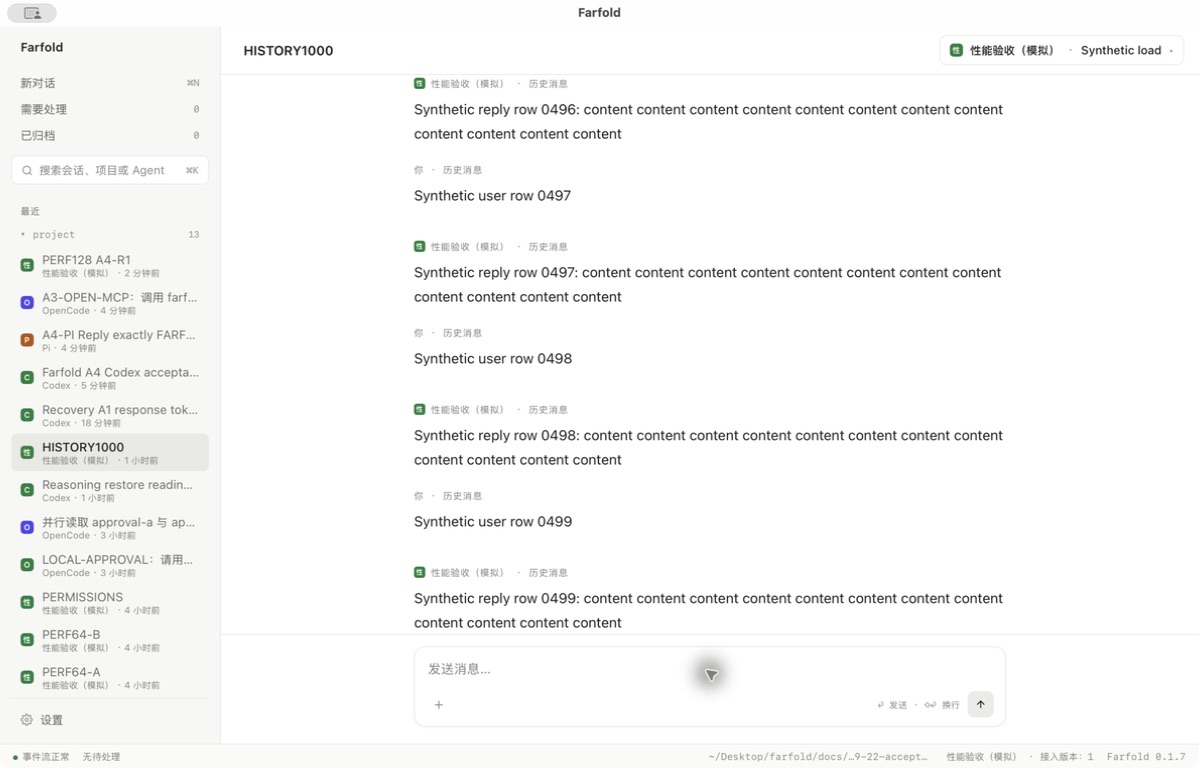 Farfold
Farfold
新对话 ⌘N
需要处理 0
已归档 0
搜索会话、项目或 Agent ⌘K
最近
project 13
性 PERF128 A4-R1
性能验收（模拟） · 2 分钟前
O A3-OPEN-MCP：调用 farf…
OpenCode · 4 分钟前
P A4-PI Reply exactly FARF…
Pi · 4 分钟前
C Farfold A4 Codex accepta…
Codex · 5 分钟前
C Recovery A1 response tok…
Codex · 18 分钟前
性 HISTORY1000
性能验收（模拟） · 1 小时前
C Reasoning restore readin…
Codex · 1 小时前
O 并行读取 approval-a 与 ap…
OpenCode · 3 小时前
O LOCAL-APPROVAL：请用…
OpenCode · 3 小时前
性 PERMISSIONS
性能验收（模拟） · 4 小时前
性 PERF64-B
性能验收（模拟） · 4 小时前
性 PERF64-A
性能验收（模拟） · 4 小时前
设置
HISTORY1000
性 性能验收（模拟） · Synthetic load
性 性能验收（模拟） · 历史消息
Synthetic reply row 0496: content content content content content content content content
content content content content
你 · 历史消息
Synthetic user row 0497
性 性能验收（模拟） · 历史消息
Synthetic reply row 0497: content content content content content content content content
content content content content
你 · 历史消息
Synthetic user row 0498
性 性能验收（模拟） · 历史消息
Synthetic reply row 0498: content content content content content content content content
content content content content
你 · 历史消息
Synthetic user row 0499
性 性能验收（模拟） · 历史消息
Synthetic reply row 0499: content content content content content content content content
content content content content
发送消息…
+ ↵ 发送 · 换行
事件流正常 无待处理
~/Desktop/farfold/docs/…9-22-accept… 性能验收（模拟） · 接入版本：1 Farfold 0.1.7